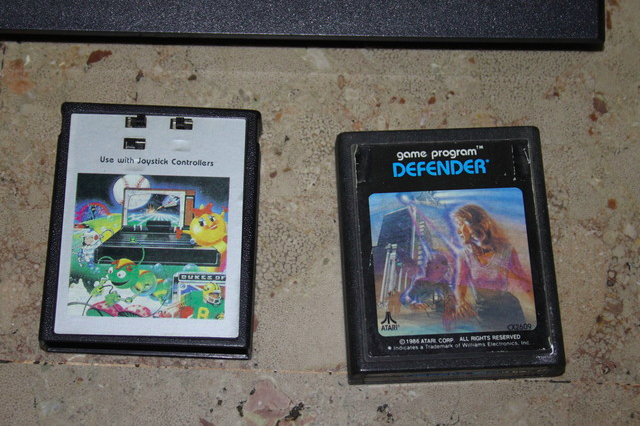 Use with Joystick Controllers
DUKES OF
B
game program™
DEFENDER*
ATARI®
CX2609
© 1986 ATARI CORP. ALL RIGHTS RESERVED
* Indicates a Trademark of Williams Electronics, Inc.